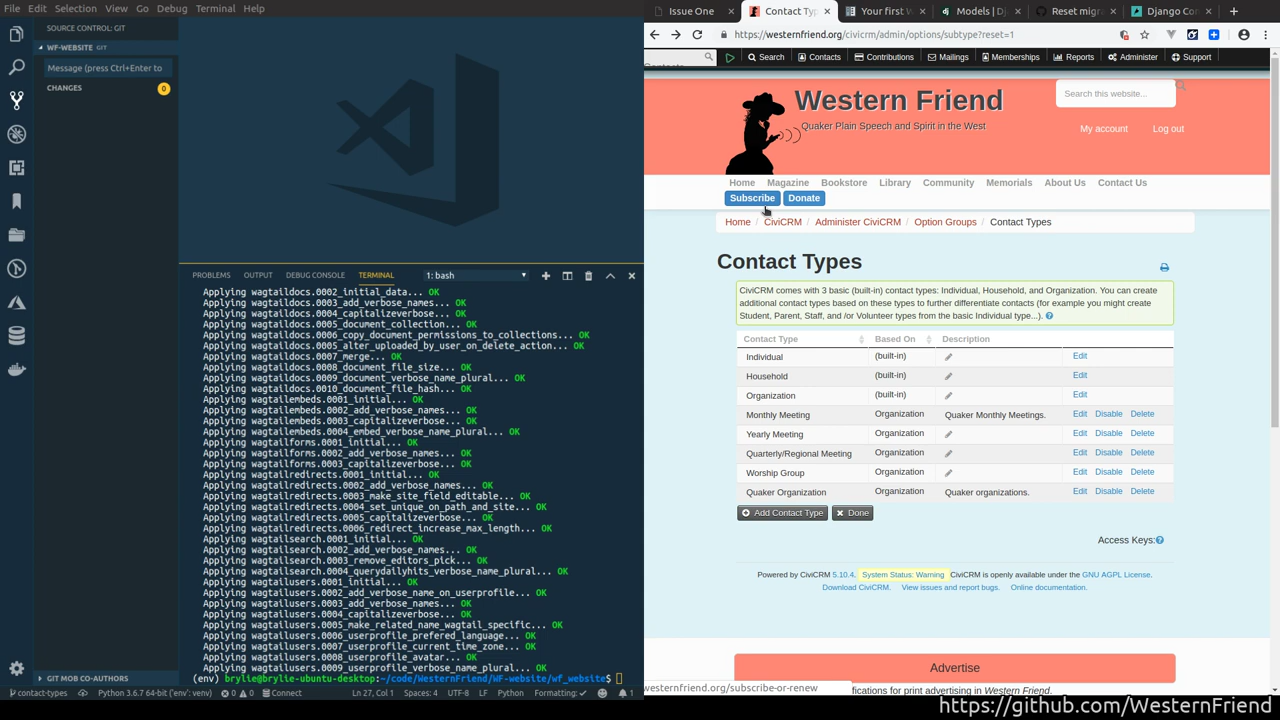 File Edit Selection View Go Debug Terminal Help
SOURCE CONTROL: GIT
WF-WEBSITE GIT
Message (press Ctrl+Enter to
CHANGES 0
PROBLEMS OUTPUT DEBUG CONSOLE TERMINAL 1: bash
Applying wagtaildocs.0002_initial_data... OK
Applying wagtaildocs.0003_add_verbose_names... OK
Applying wagtaildocs.0004_capitalizeverbose... OK
Applying wagtaildocs.0005_document_collection... OK
Applying wagtaildocs.0006_copy_document_permissions_to_collections... OK
Applying wagtaildocs.0005_alter_uploaded_by_user_on_delete_action... OK
Applying wagtaildocs.0007_merge... OK
Applying wagtaildocs.0008_document_file_size... OK
Applying wagtaildocs.0009_document_verbose_name_plural... OK
Applying wagtaildocs.0010_document_file_hash... OK
Applying wagtailembeds.0001_initial... OK
Applying wagtailembeds.0002_add_verbose_names... OK
Applying wagtailembeds.0003_capitalizeverbose... OK
Applying wagtailembeds.0004_embed_verbose_name_plural... OK
Applying wagtailforms.0001_initial... OK
Applying wagtailforms.0002_add_verbose_names... OK
Applying wagtailforms.0003_capitalizeverbose... OK
Applying wagtailredirects.0001_initial... OK
Applying wagtailredirects.0002_add_verbose_names... OK
Applying wagtailredirects.0003_make_site_field_editable... OK
Applying wagtailredirects.0004_set_unique_on_path_and_site... OK
Applying wagtailredirects.0005_capitalizeverbose... OK
Applying wagtailredirects.0006_redirect_increase_max_length... OK
Applying wagtailsearch.0001_initial... OK
Applying wagtailsearch.0002_add_verbose_names... OK
Applying wagtailsearch.0003_remove_editors_pick... OK
Applying wagtailsearch.0004_querydailyhits_verbose_name_plural... OK
Applying wagtailusers.0001_initial... OK
Applying wagtailusers.0002_add_verbose_name_on_userprofile... OK
Applying wagtailusers.0003_add_verbose_names... OK
Applying wagtailusers.0004_capitalizeverbose... OK
Applying wagtailusers.0005_make_related_name_wagtail_specific... OK
Applying wagtailusers.0006_userprofile_prefered_language... OK
Applying wagtailusers.0007_userprofile_current_time_zone... OK
Applying wagtailusers.0008_userprofile_avatar... OK
Applying wagtailusers.0009_userprofile_verbose_name_plural... OK
(env) brylie@brylie-ubuntu-desktop:~/code/WesternFriend/WF-website/wf_website$
GIT MOB CO-AUTHORS
contact-types Python 3.6.7 64-bit ('env': venv) 0 0 Connect Ln 27, Col 1 Spaces: 4 UTF-8 LF Python Formatting: ✓ 1
Issue One Contact Typ Your first W Models | Dj Reset migra Django Con
https://westernfriend.org/civicrm/admin/options/subtype?reset=1
Search Contacts Contributions Mailings Memberships Reports Administer Support
Western Friend
Quaker Plain Speech and Spirit in the West
Search this website...
My account Log out
Home Magazine Bookstore Library Community Memorials About Us Contact Us
Subscribe Donate
Home / CiviCRM / Administer CiviCRM / Option Groups / Contact Types
Contact Types
CiviCRM comes with 3 basic (built-in) contact types: Individual, Household, and Organization. You can create
additional contact types based on these types to further differentiate contacts (for example you might create
Student, Parent, Staff, and/or Volunteer types from the basic Individual type...).
Contact Type Based On Description
Individual (built-in) Edit
Household (built-in) Edit
Organization (built-in) Edit
Monthly Meeting Organization Quaker Monthly Meetings. Edit Disable Delete
Yearly Meeting Organization Edit Disable Delete
Quarterly/Regional Meeting Organization Edit Disable Delete
Worship Group Organization Edit Disable Delete
Quaker Organization Organization Quaker organizations. Edit Disable Delete
Add Contact Type Done
Access Keys:
Powered by CiviCRM 5.10.4. System Status: Warning CiviCRM is openly available under the GNU AGPL License.
Download CiviCRM. View issues and report bugs. Online documentation.
Advertise
westernfriend.org/subscribe-or-renew
ifications for print advertising in Western Friend.
https://github.com/WesternFriend